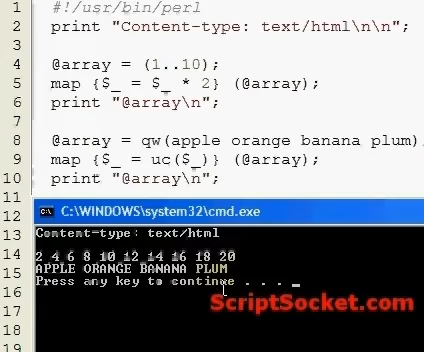 1 #!/usr/bin/perl
2 print "Content-type: text/html\n\n";
3
4 @array = (1..10);
5 map {$_ = $_ * 2} (@array);
6 print "@array\n";
7
8 @array = qw(apple orange banana plum)
9 map {$_ = uc($_)} (@array);
10 print "@array\n";
11
12 C:\WINDOWS\system32\cmd.exe
13 Content-type: text/html
14
2 4 6 8 10 12 14 16 18 20
15 APPLE ORANGE BANANA PLUM
16 Press any key to continue . . . _
17 ScriptSocket.com
18
19